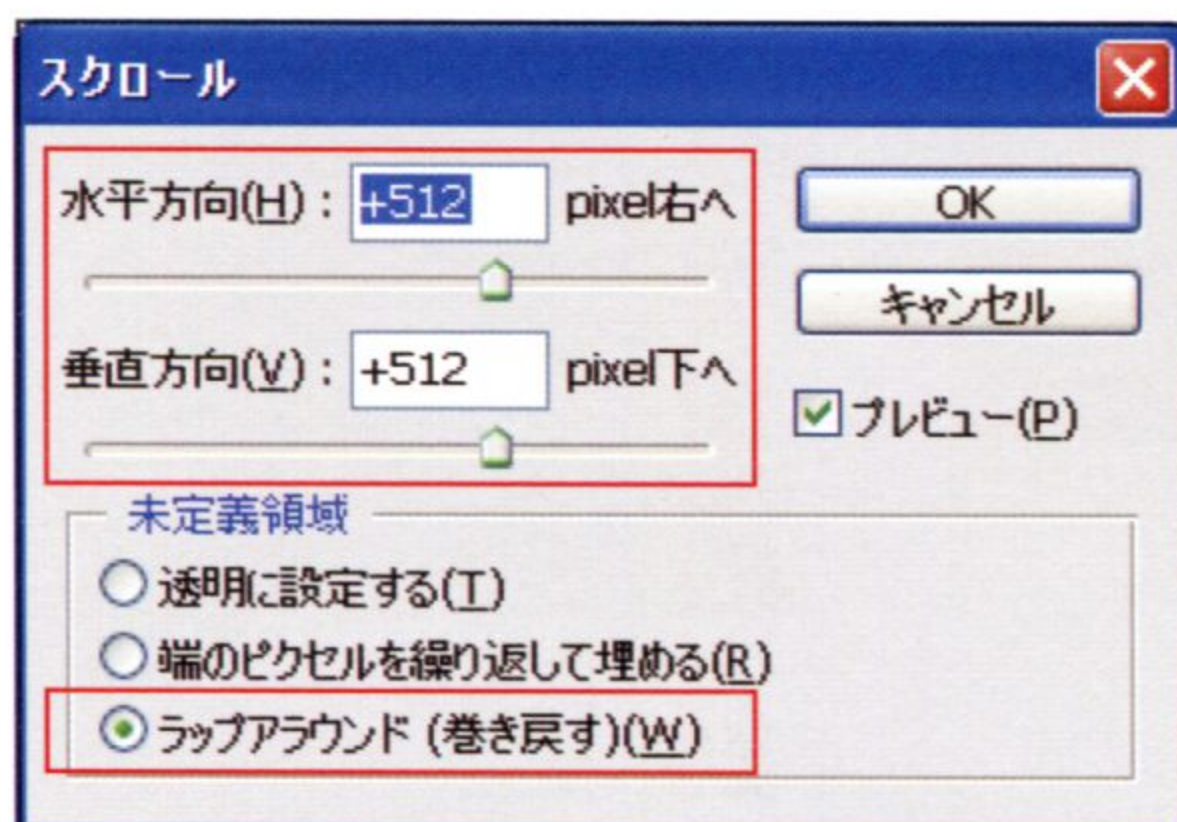 スクロール
水平方向(H): +512 pixel右へ
OK
キャンセル
垂直方向(V): +512 pixel下へ
プレビュー(P)
未定義領域
透明に設定する(T)
端のピクセルを繰り返して埋める(R)
ラップアラウンド (巻き戻す)(W)